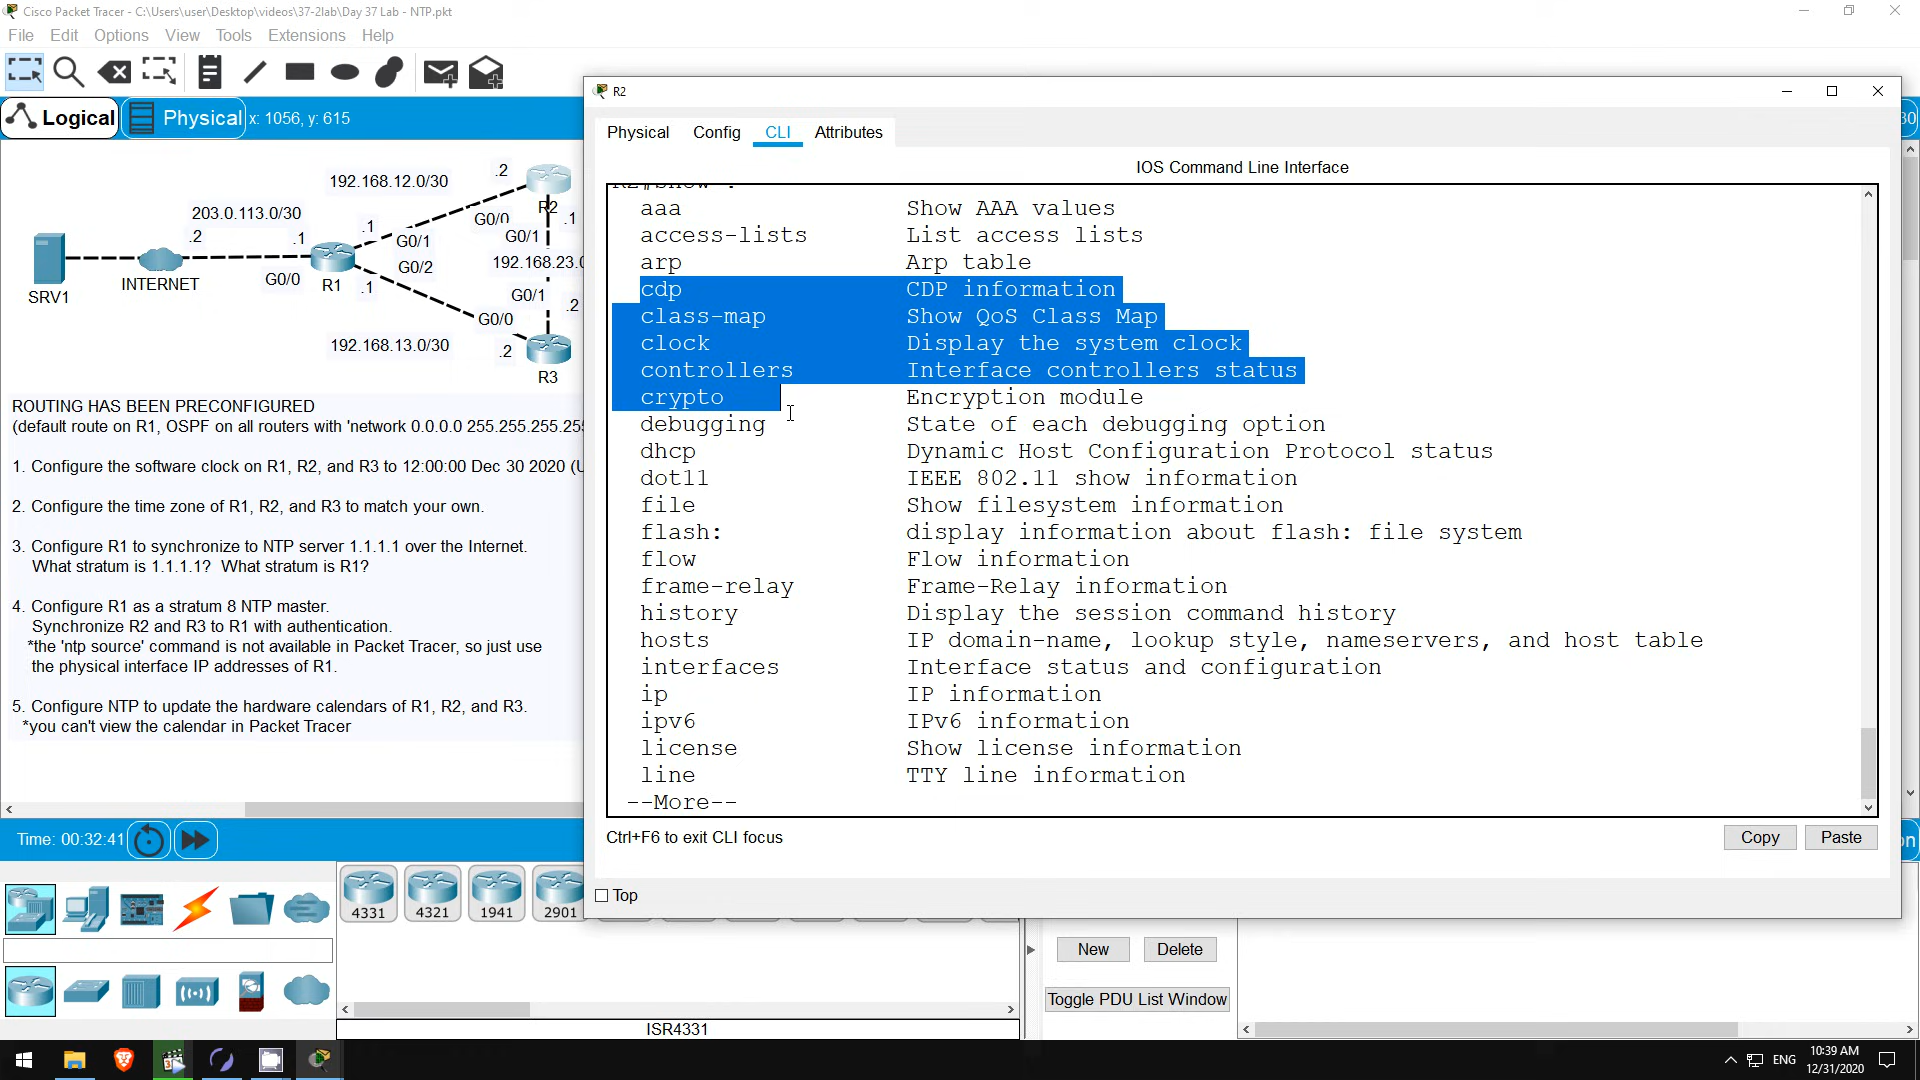 Cisco Packet Tracer - C:\Users\user\Desktop\videos\37-2lab\Day 37 Lab - NTP.pkt
File Edit Options View Tools Extensions Help
Logical Physical x: 1056, y: 615
192.168.12.0/30
.2
R2
203.0.113.0/30
.2
.1
.1
G0/0
.1
G0/1
G0/1
192.168.23.0
G0/2
G0/0
R1
.1
INTERNET
SRV1
G0/1
.2
G0/0
192.168.13.0/30
.2
R3
ROUTING HAS BEEN PRECONFIGURED
(default route on R1, OSPF on all routers with 'network 0.0.0.0 255.255.255.255
1. Configure the software clock on R1, R2, and R3 to 12:00:00 Dec 30 2020 (U
2. Configure the time zone of R1, R2, and R3 to match your own.
3. Configure R1 to synchronize to NTP server 1.1.1.1 over the Internet.
What stratum is 1.1.1.1? What stratum is R1?
4. Configure R1 as a stratum 8 NTP master.
Synchronize R2 and R3 to R1 with authentication.
*the 'ntp source' command is not available in Packet Tracer, so just use
the physical interface IP addresses of R1.
5. Configure NTP to update the hardware calendars of R1, R2, and R3.
*you can't view the calendar in Packet Tracer
Time: 00:32:41
4331 4321 1941 2901
ISR4331
R2
Physical Config CLI Attributes
IOS Command Line Interface
aaa Show AAA values
access-lists List access lists
arp Arp table
cdp CDP information
class-map Show QoS Class Map
clock Display the system clock
controllers Interface controllers status
crypto Encryption module
debugging State of each debugging option
dhcp Dynamic Host Configuration Protocol status
dot11 IEEE 802.11 show information
file Show filesystem information
flash: display information about flash: file system
flow Flow information
frame-relay Frame-Relay information
history Display the session command history
hosts IP domain-name, lookup style, nameservers, and host table
interfaces Interface status and configuration
ip IP information
ipv6 IPv6 information
license Show license information
line TTY line information
--More--
Ctrl+F6 to exit CLI focus
Copy Paste
Top
New Delete
Toggle PDU List Window
ENG
10:39 AM
12/31/2020